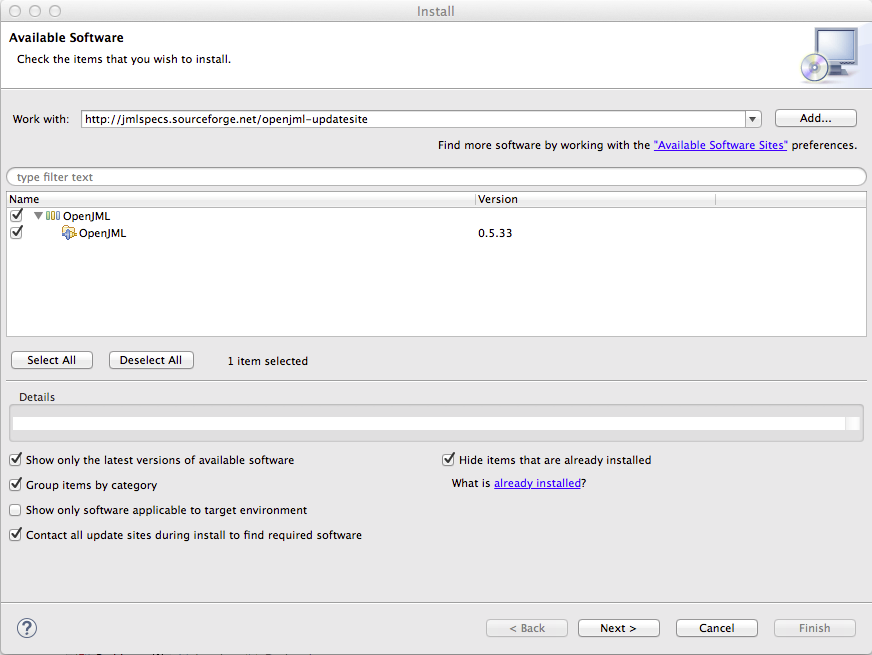 Install
Available Software
Check the items that you wish to install.
Work with: http://jmlspecs.sourceforge.net/openjml-updatesite Add...
Find more software by working with the "Available Software Sites" preferences.
type filter text
Name Version
OpenJML
OpenJML 0.5.33
Select All Deselect All 1 item selected
Details
Show only the latest versions of available software Hide items that are already installed
Group items by category What is already installed?
Show only software applicable to target environment
Contact all update sites during install to find required software
? < Back Next > Cancel Finish